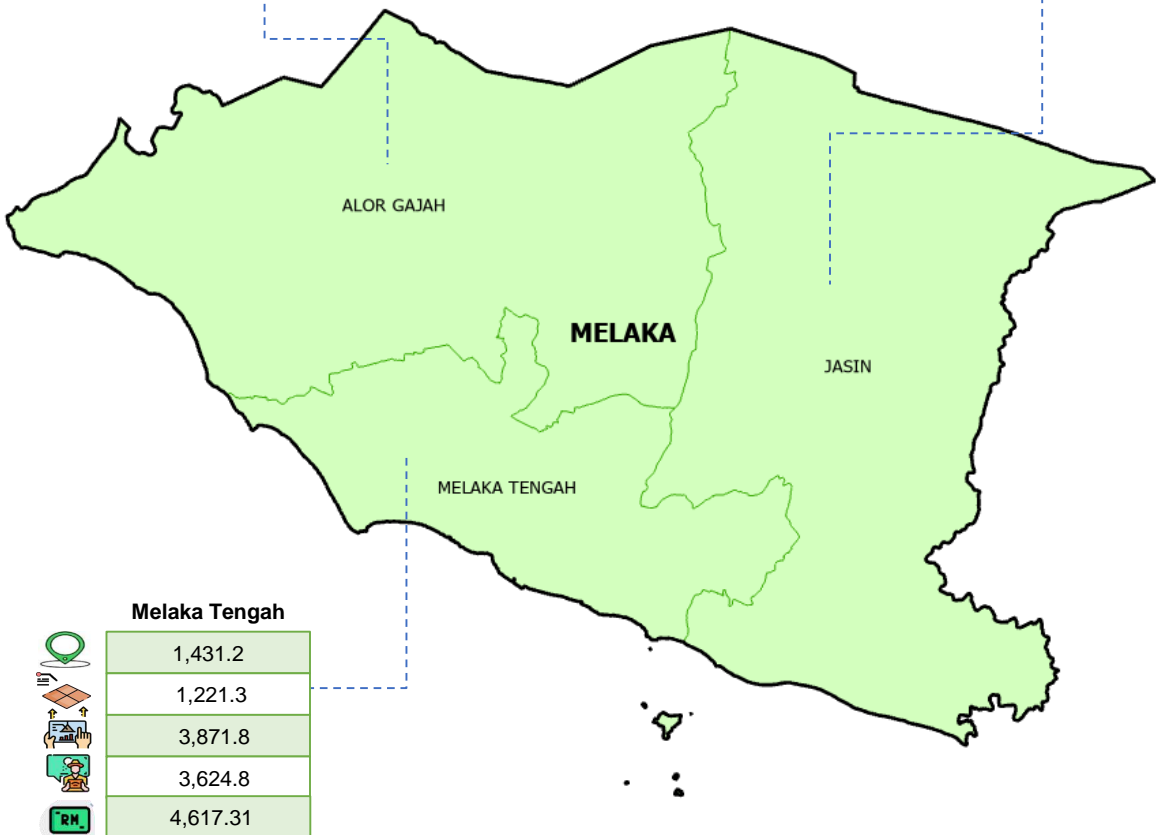 ALOR GAJAH
MELAKA
JASIN
MELAKA TENGAH
Melaka Tengah
1,431.2
1,221.3
3,871.8
3,624.8
RM
4,617.31